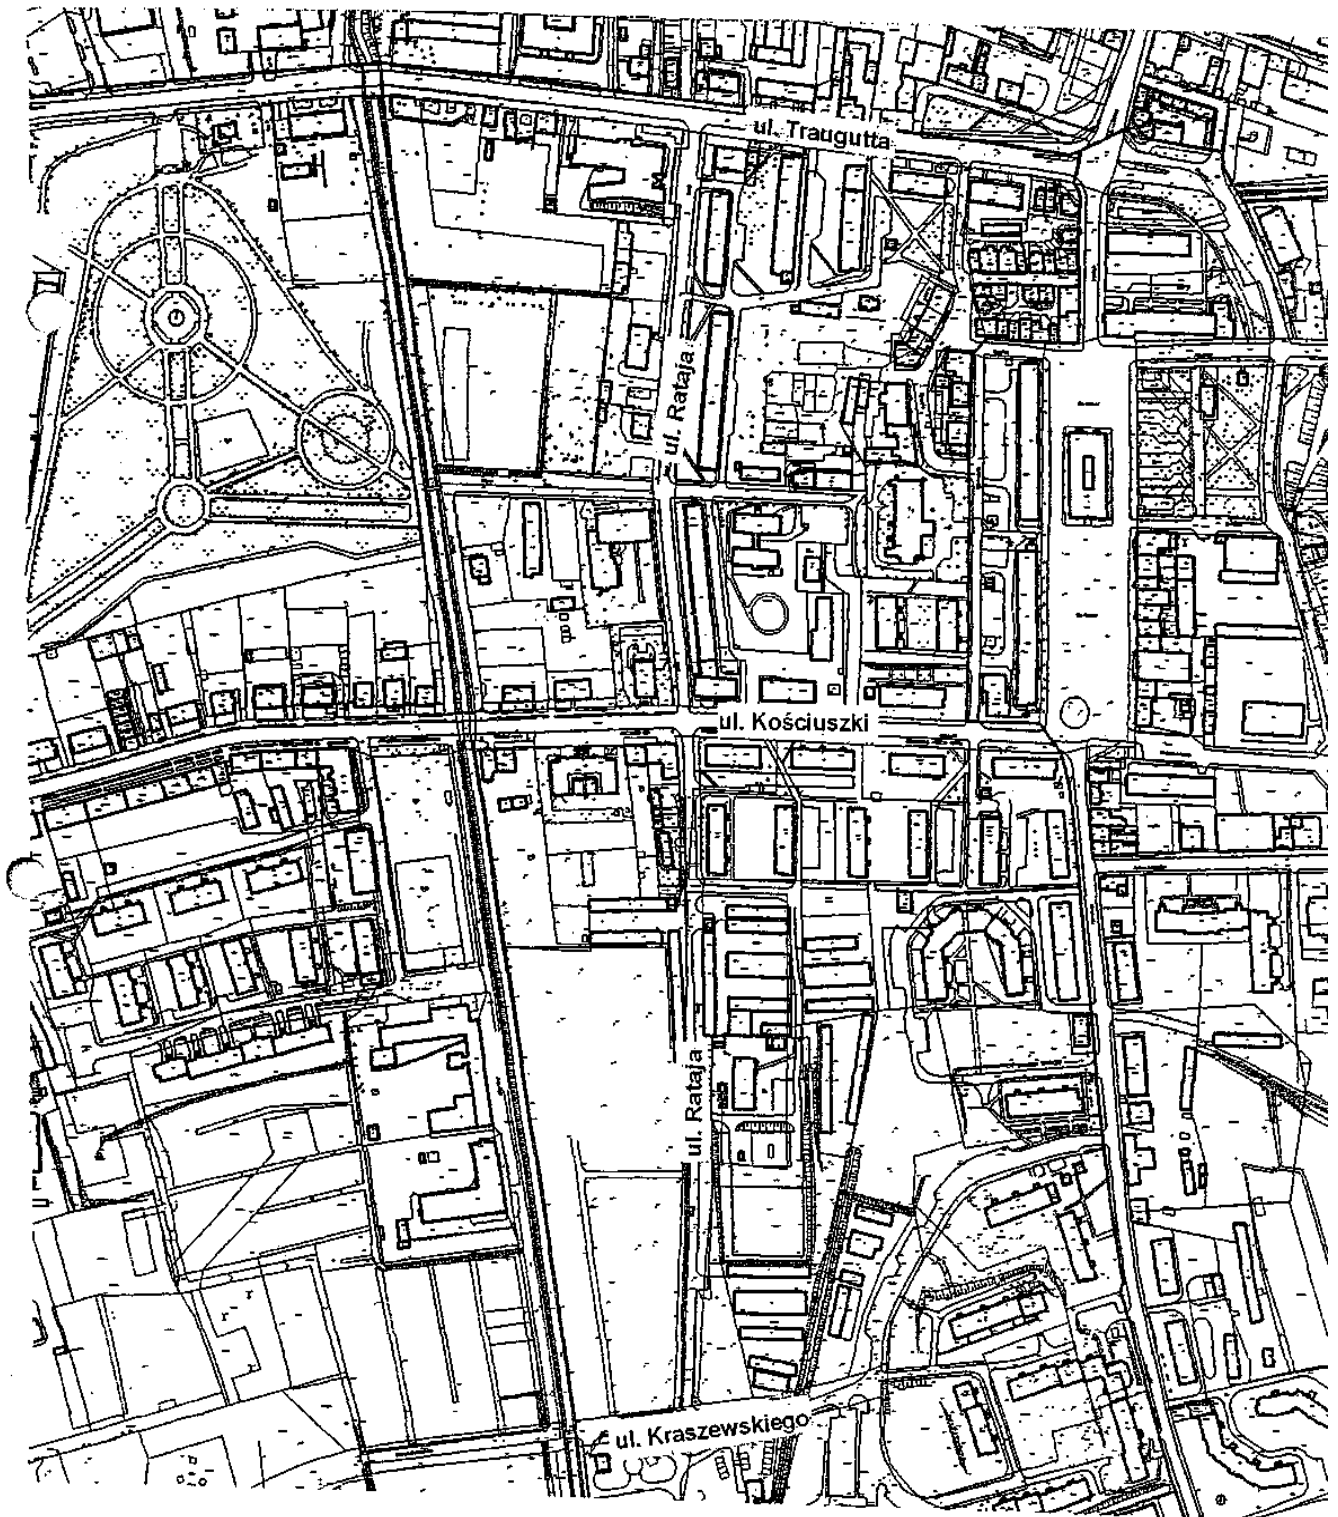 ul. Traugutta
ul. Rataja
ul. Kościuszki
ul. Rataja
ul. Kraszewskiego